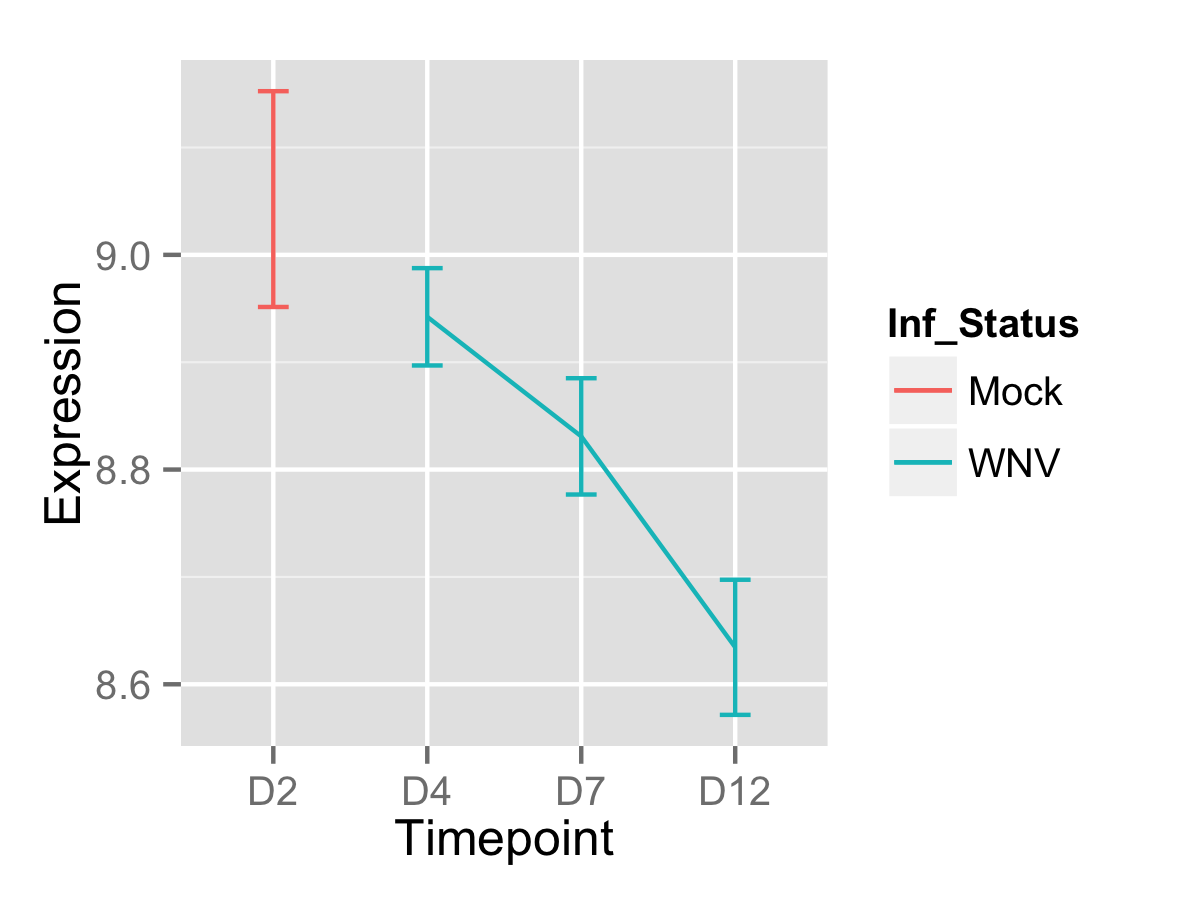 9.0
8.8
8.6
Expression
D2 D4 D7 D12
Timepoint
Inf_Status
Mock
WNV